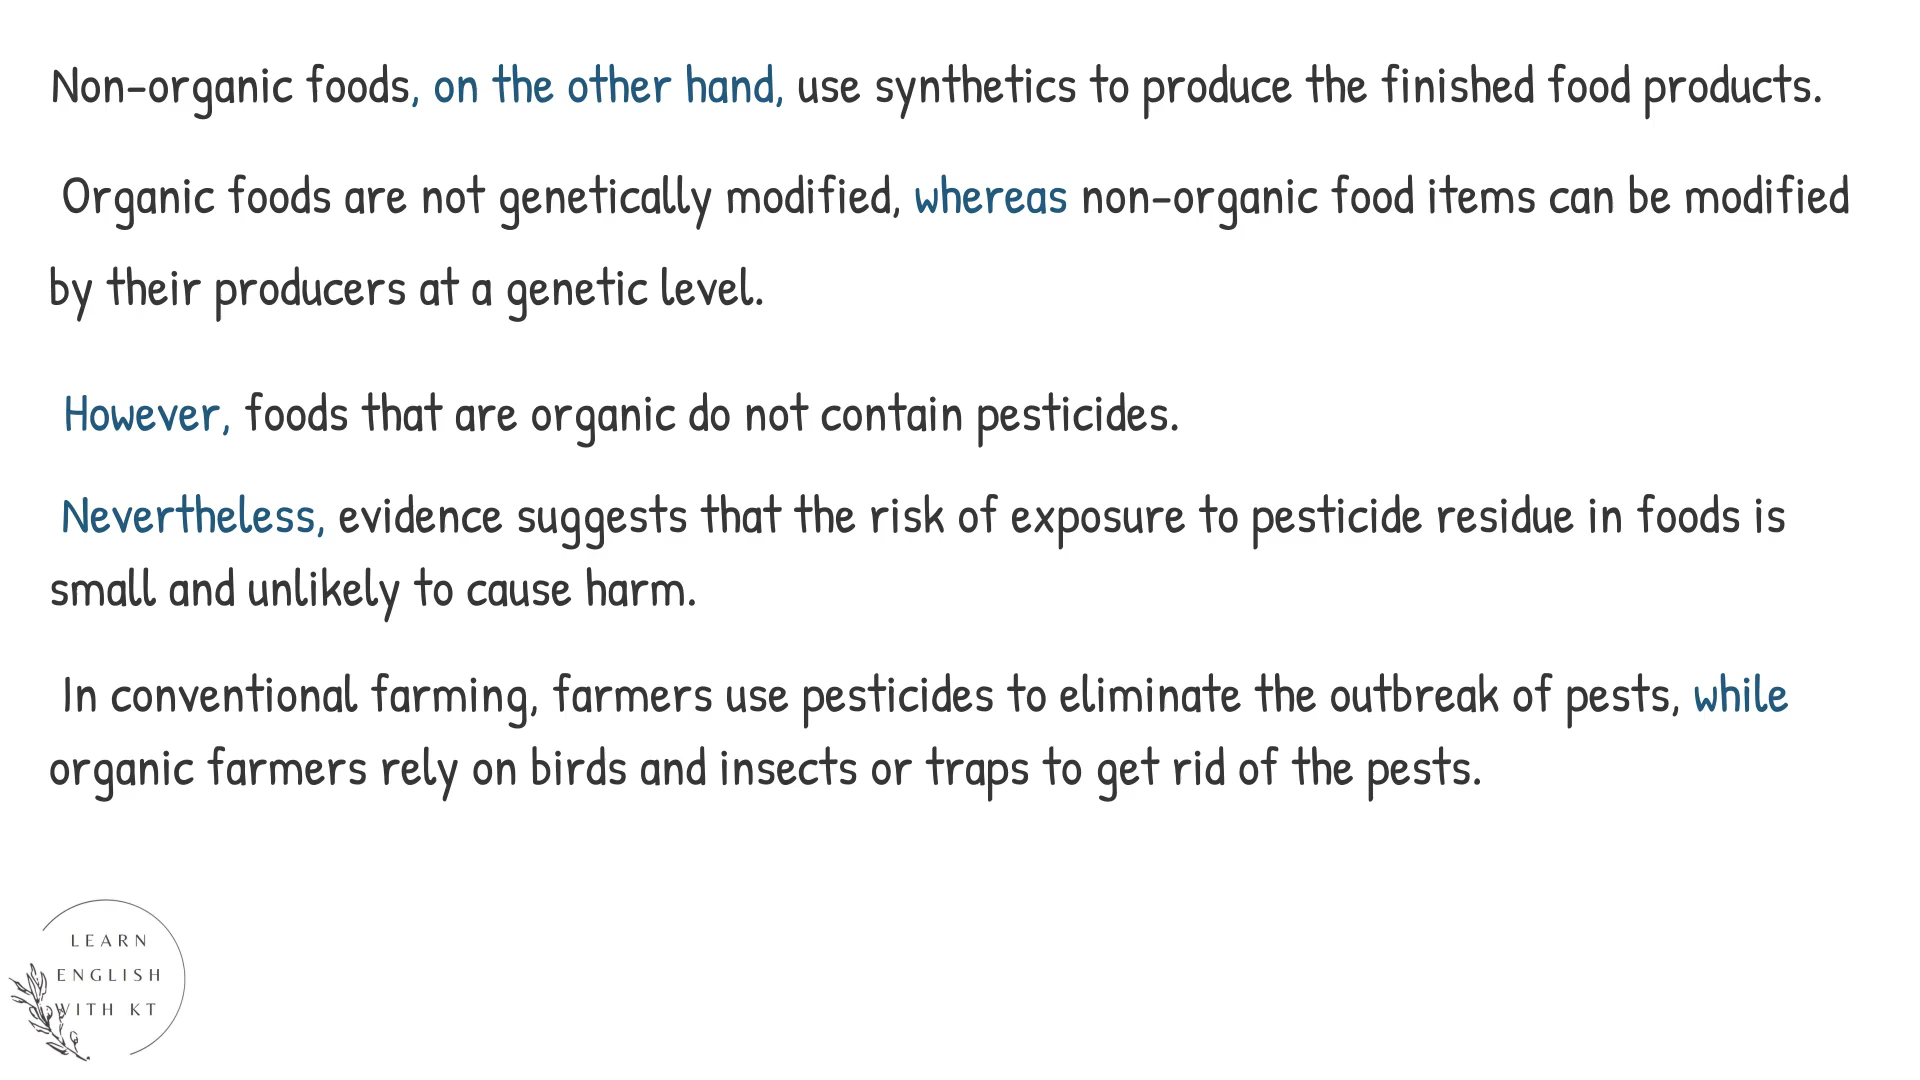 Non-organic foods, on the other hand, use synthetics to produce the finished food products.
Organic foods are not genetically modified, whereas non-organic food items can be modified
by their producers at a genetic level.
However, foods that are organic do not contain pesticides.
Nevertheless, evidence suggests that the risk of exposure to pesticide residue in foods is
small and unlikely to cause harm.
In conventional farming, farmers use pesticides to eliminate the outbreak of pests, while
organic farmers rely on birds and insects or traps to get rid of the pests.
LEARN
ENGLISH
WITH KT